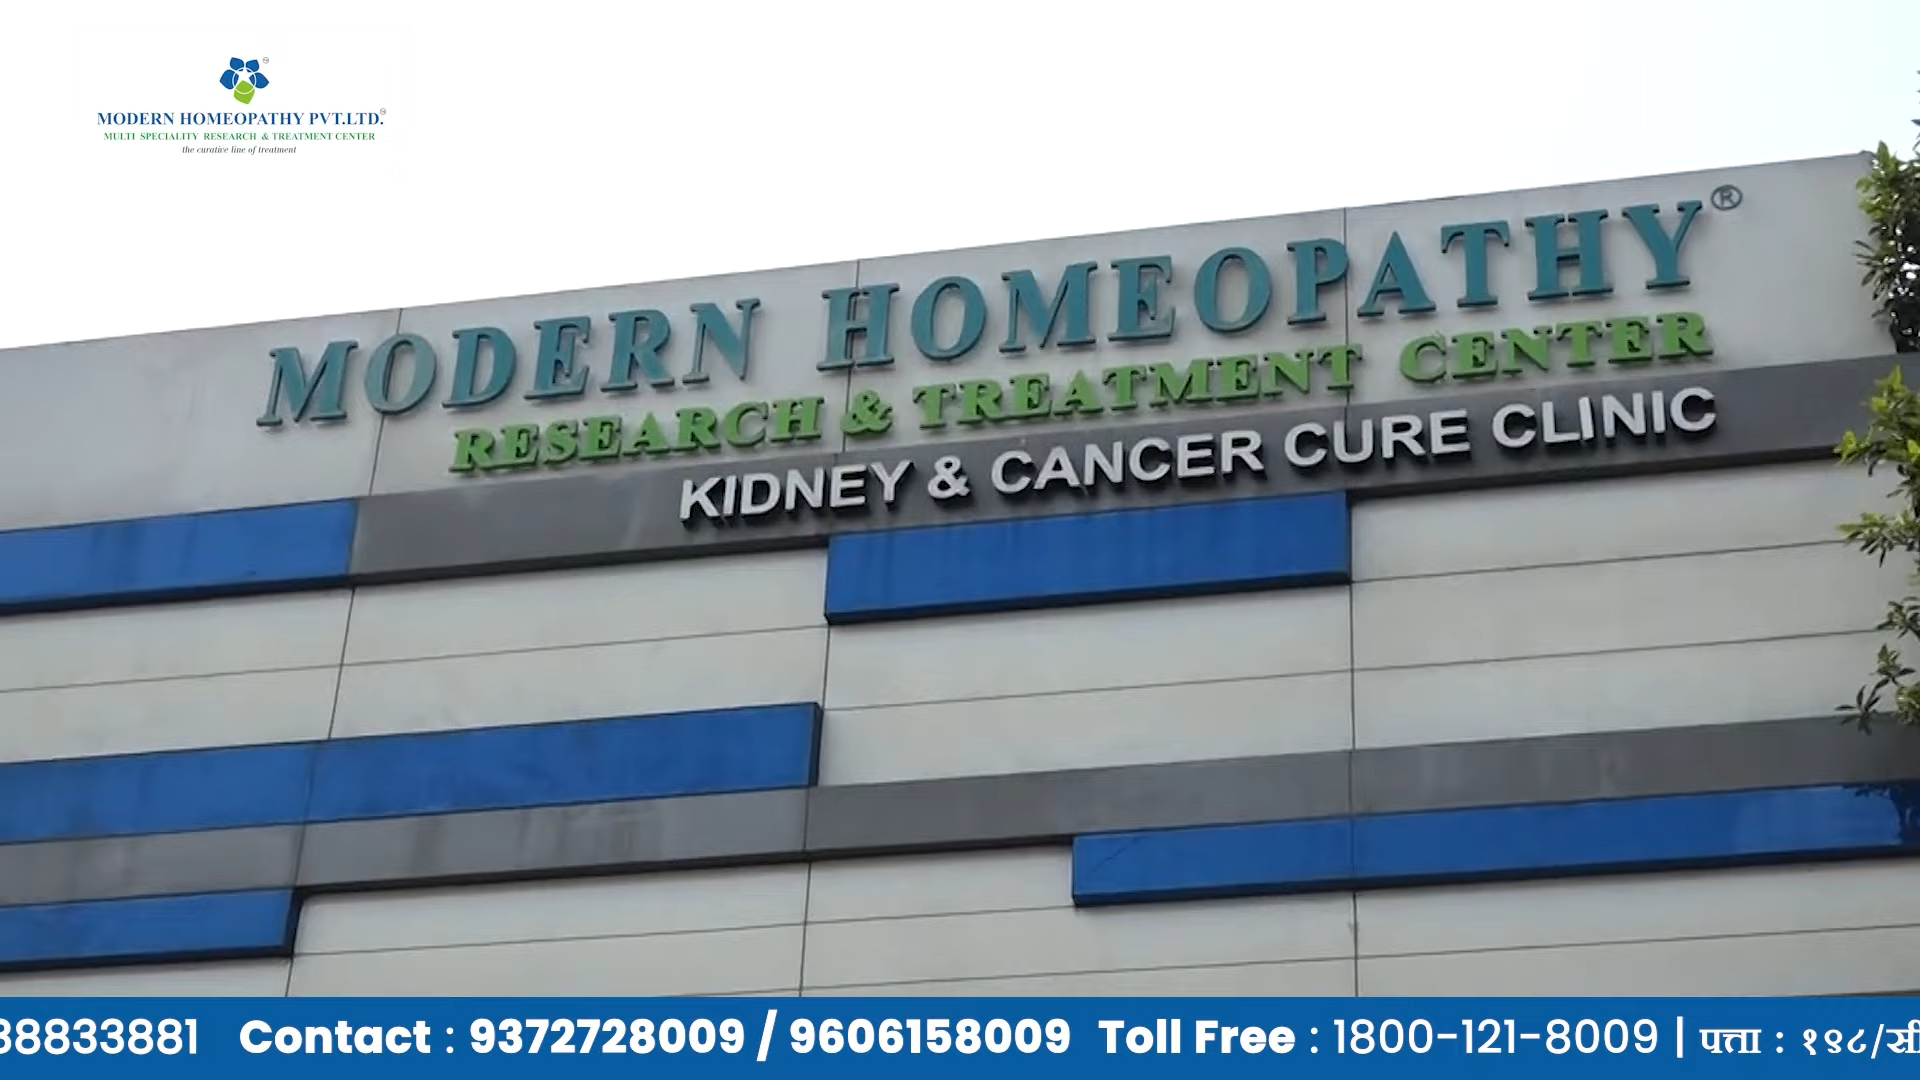 MODERN HOMEOPATHY PVT.LTD.
MULTI SPECIALITY RESEARCH & TREATMENT CENTER
the curative line of treatment
MODERN HOMEOPATHY®
RESEARCH & TREATMENT CENTER
KIDNEY & CANCER CURE CLINIC
38833881 Contact : 9372728009 / 9606158009 Toll Free : 1800-121-8009 | पत्ता : १९८/सी